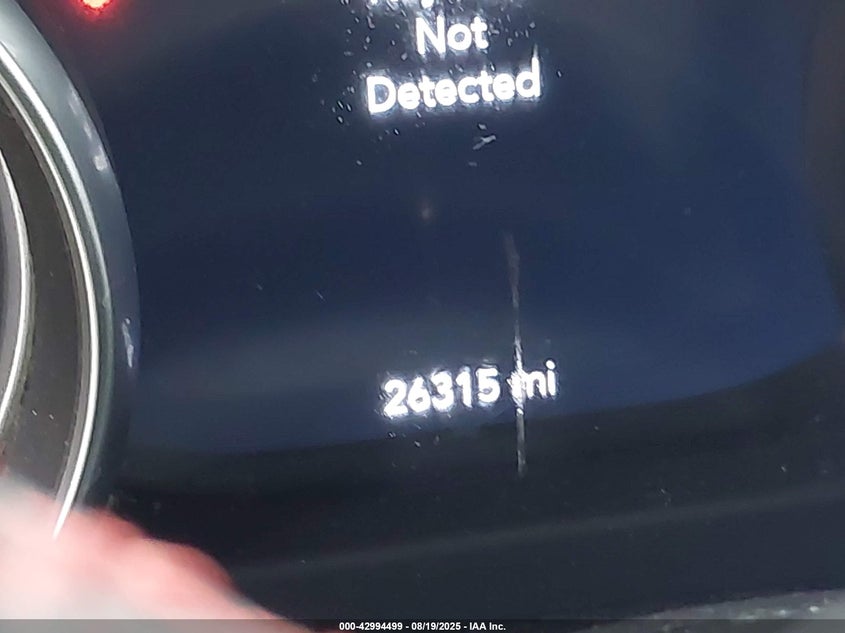 Not
Detected
26315 mi
000-42994499 - 08/19/2025 - IAA Inc.